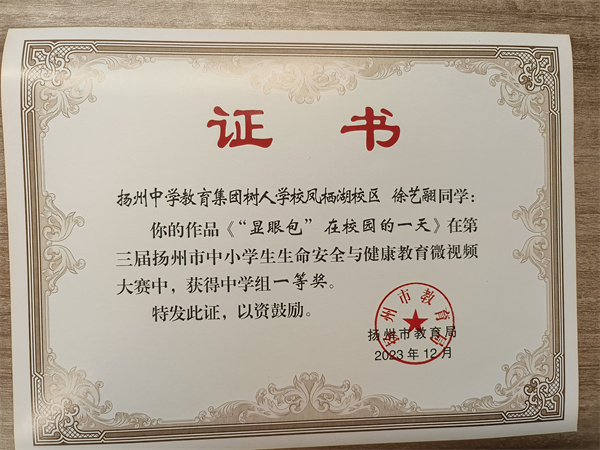 证书
扬州中学教育集团树人学校凤栖湖校区 徐艺翮同学：
你的作品《“显眼包”在校园的一天》在第
三届扬州市中小学生生命安全与健康教育微视频
大赛中，获得中学组一等奖。
特发此证，以资鼓励。
扬州市教育局
扬州市教育局
2023年12月